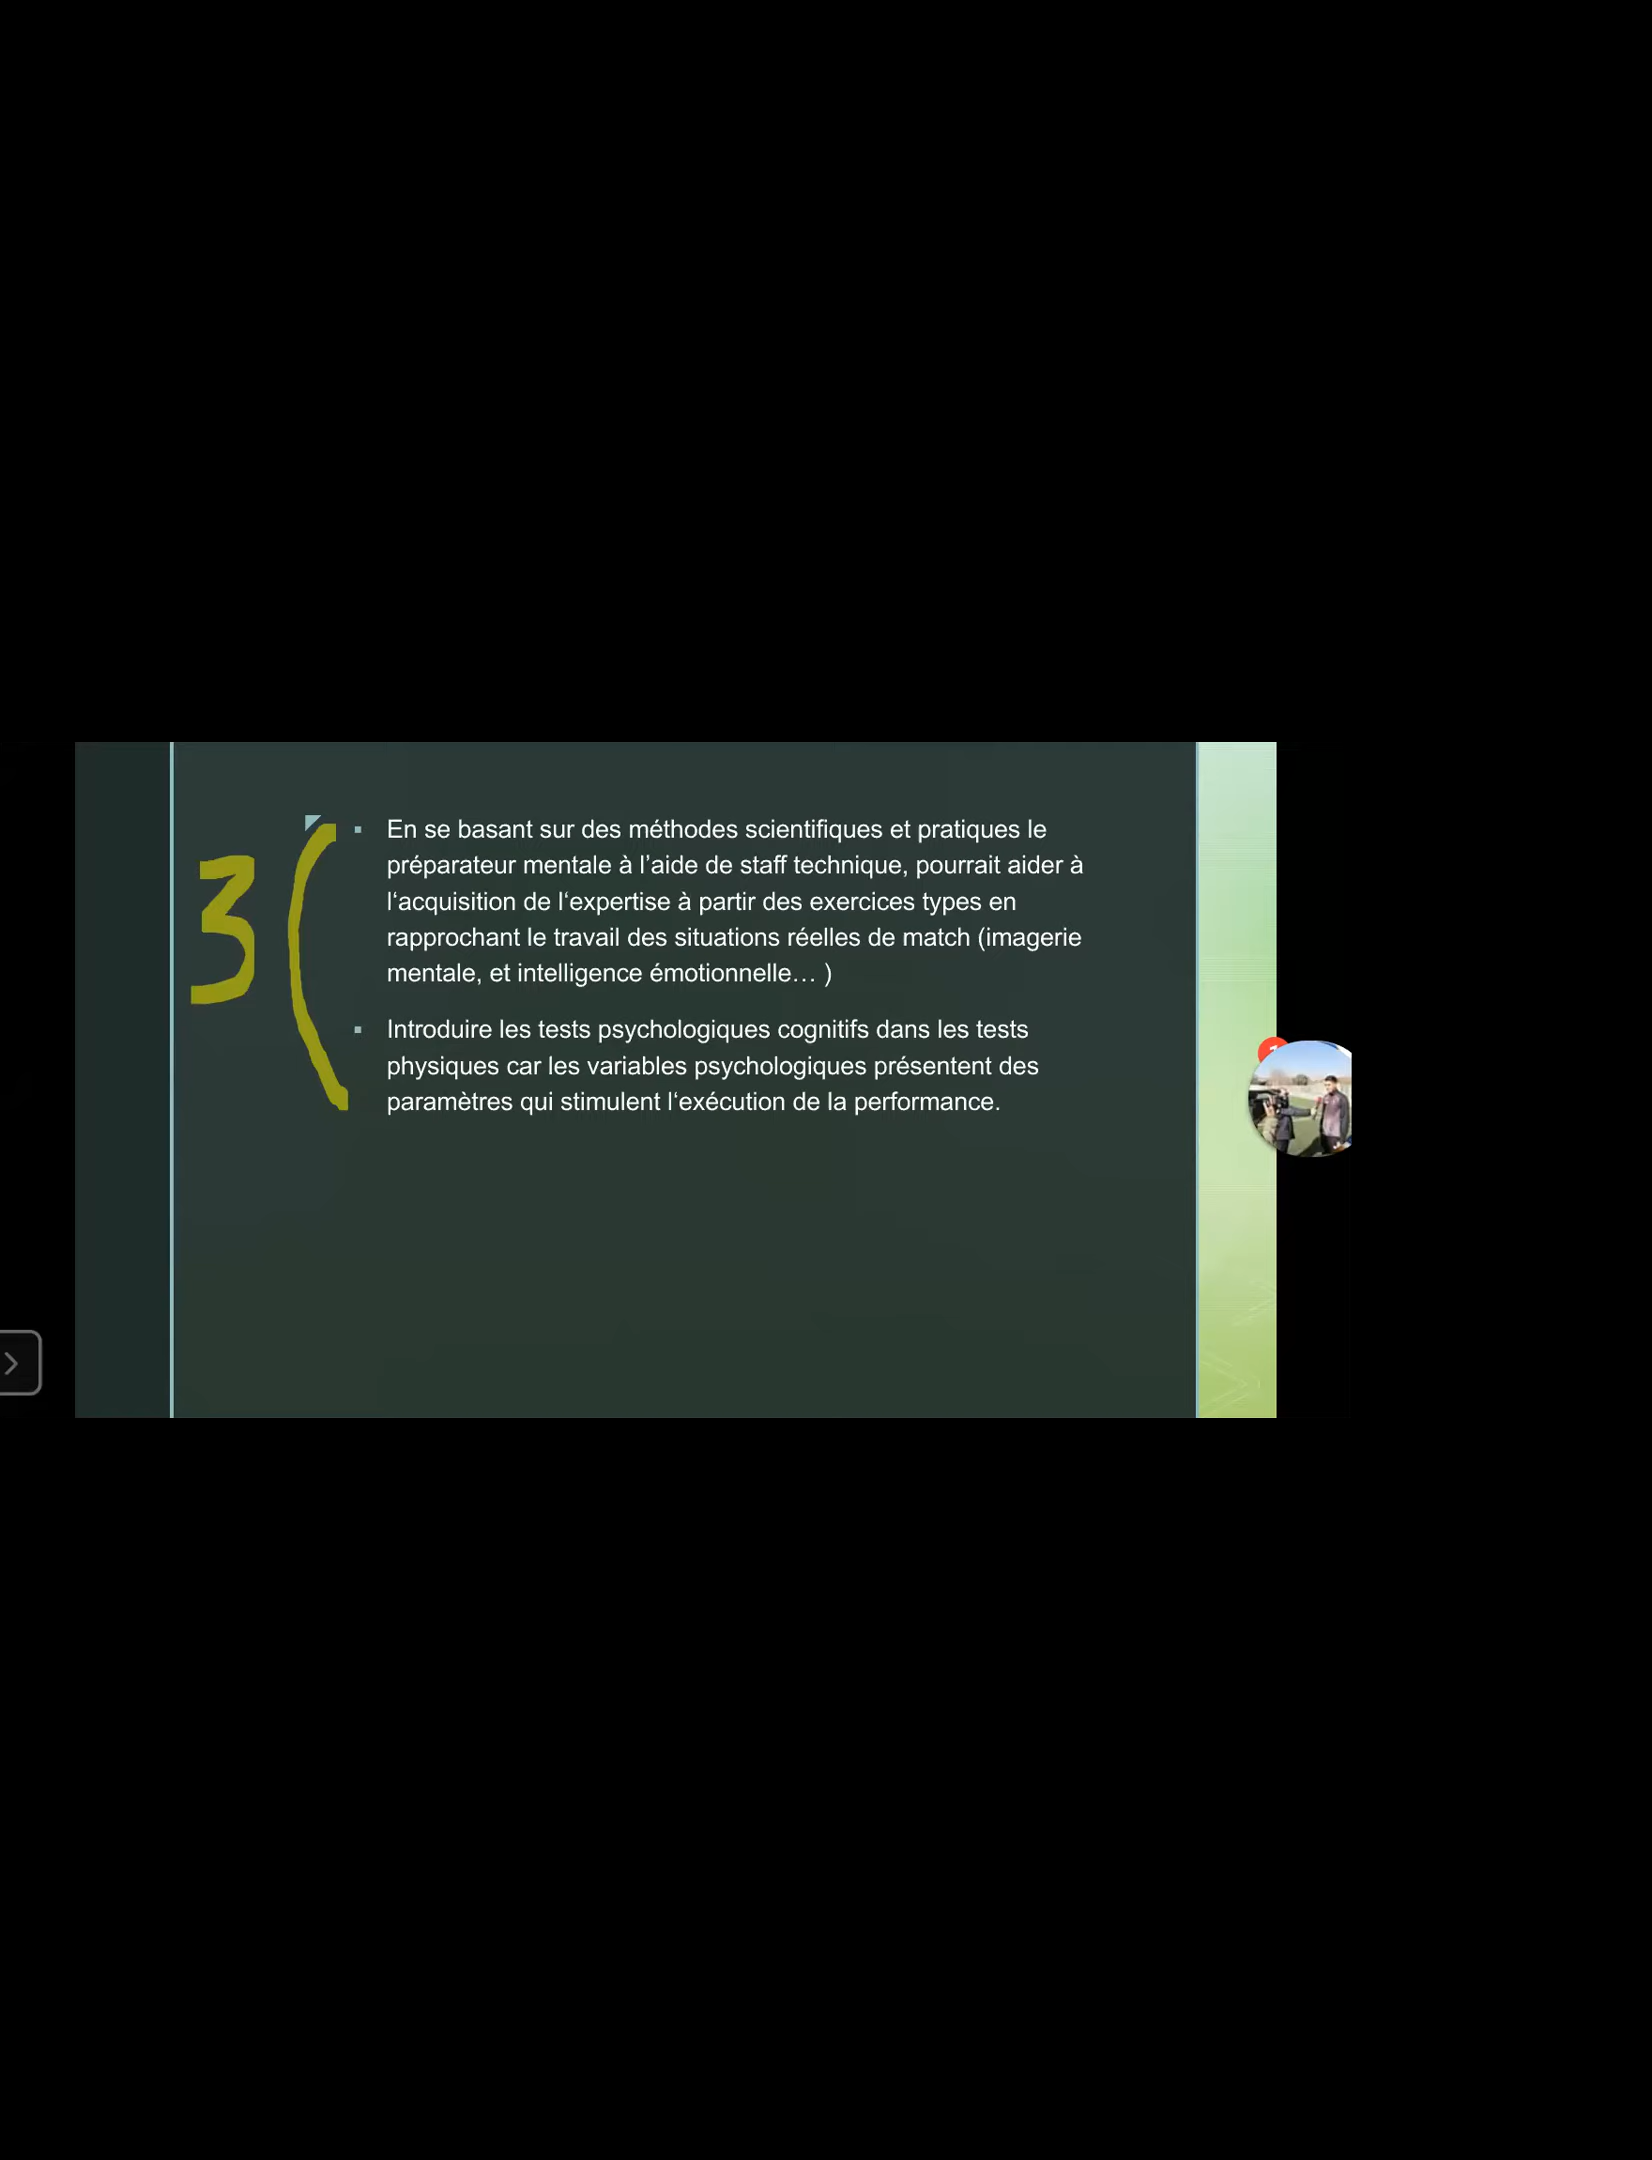 En se basant sur des méthodes scientifiques et pratiques le
préparateur mentale à l’aide de staff technique, pourrait aider à
l‘acquisition de l‘expertise à partir des exercices types en
rapprochant le travail des situations réelles de match (imagerie
mentale, et intelligence émotionnelle… )
Introduire les tests psychologiques cognitifs dans les tests
physiques car les variables psychologiques présentent des
paramètres qui stimulent l‘exécution de la performance.
3 (